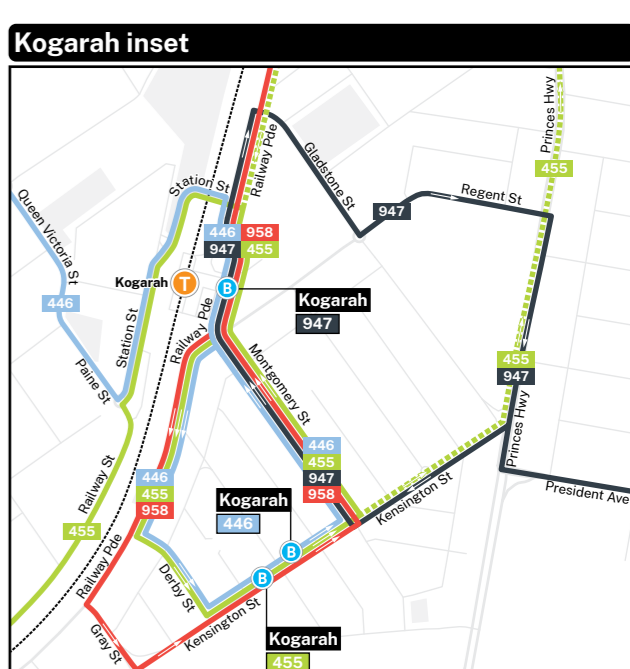 Kogarah inset
Princes Hwy
455
Railway Pde
Gladstone St
Station St
Regent St
947
Queen Victoria St
446 958
947 455
Kogarah
T
B
Kogarah
947
446
Station St
Railway Pde
Montgomery St
455
947
Paine St
Princes Hwy
446
455
947
958
Railway St
446
455
958
Kogarah
446
Kensington St
President Ave
455
B
Railway Pde
Derby St
B
Kensington St
Gray St
Kogarah
455